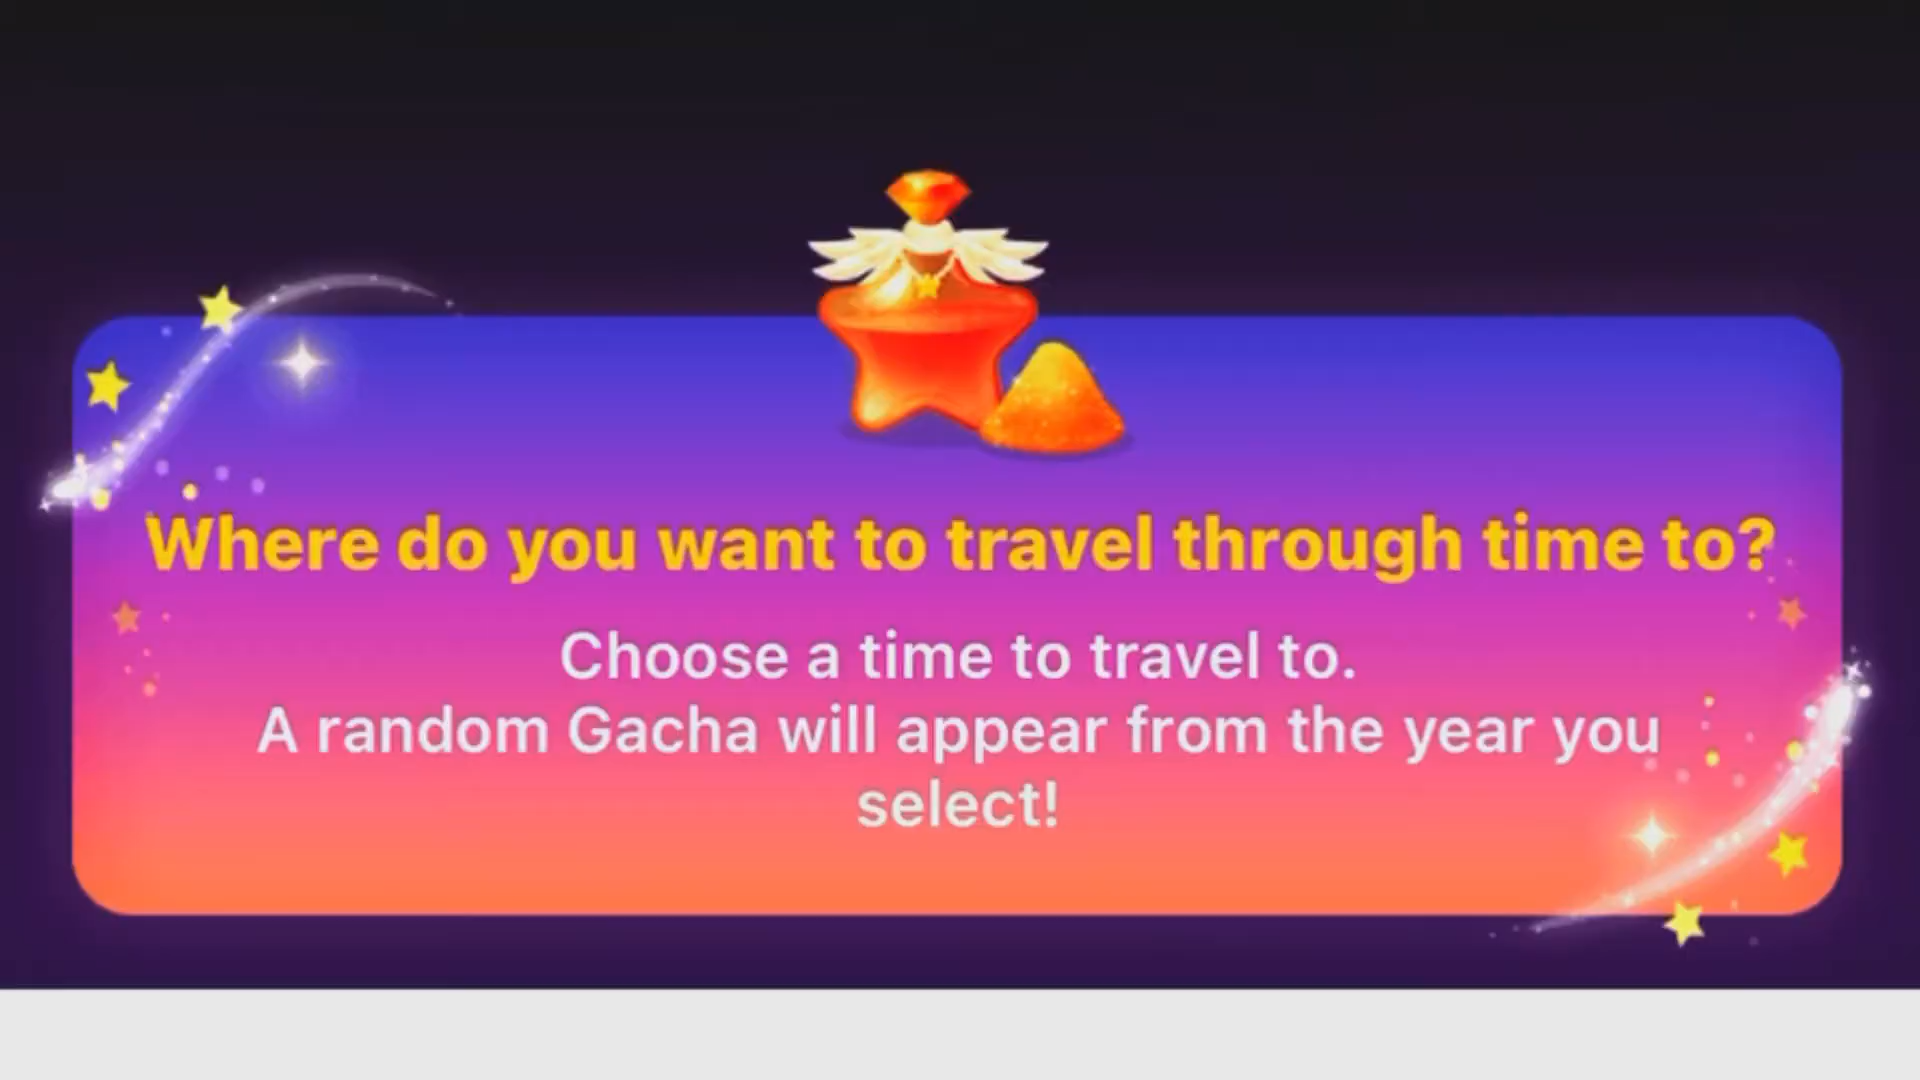 Where do you want to travel through time to?
Choose a time to travel to.
A random Gacha will appear from the year you
select!